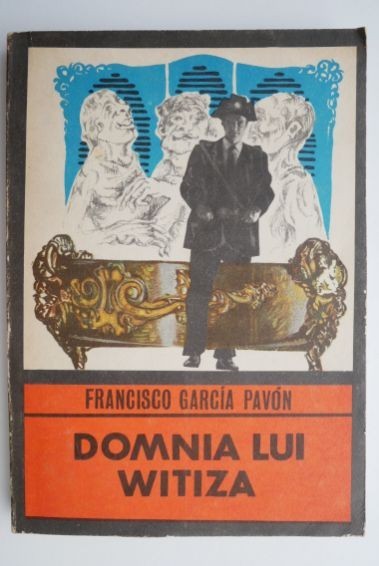 FRANCISCO GARCÍA PAVÓN
DOMNIA LUI
WITIZA